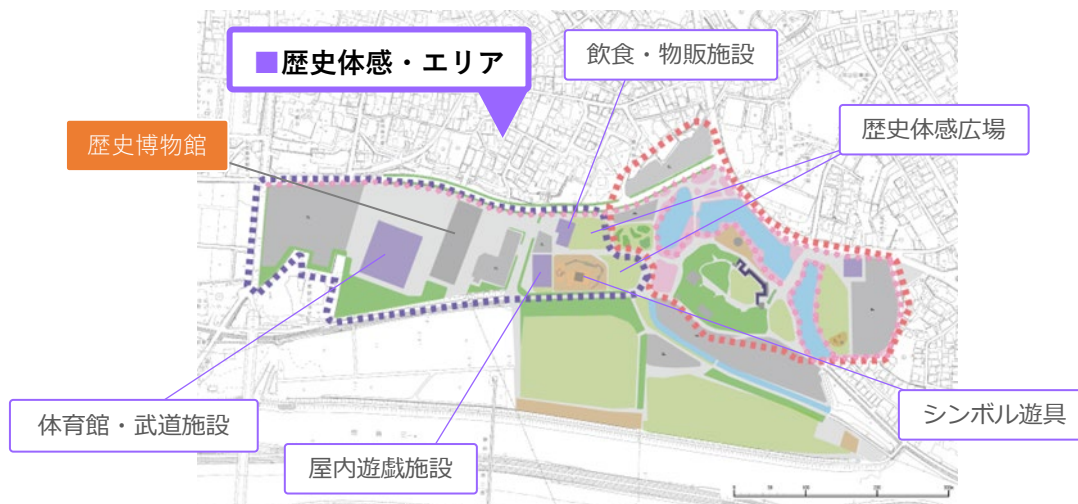 ■歴史体感・エリア
飲食・物販施設
歴史博物館
歴史体感広場
体育館・武道施設
屋内遊戯施設
シンボル遊具